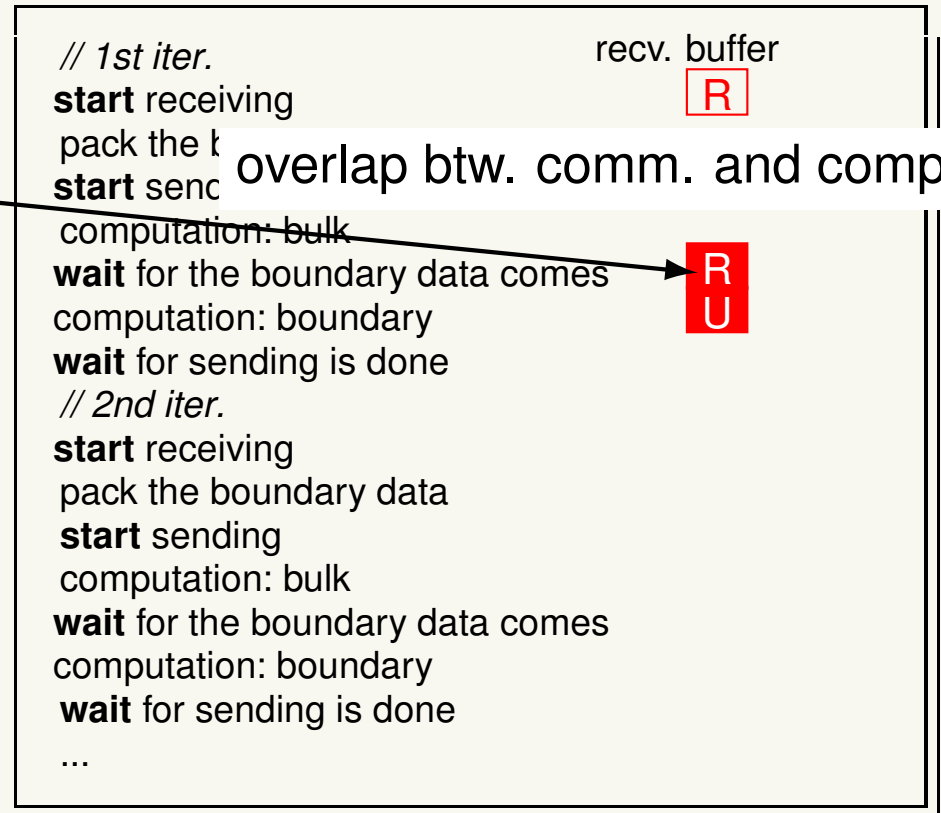 // 1st iter.
recv. buffer
start receiving
R
pack the
overlap btw. comm. and comp
start
computation: bulk
wait for the boundary data comes
R
computation: boundary
U
wait for sending is done
// 2nd iter.
start receiving
pack the boundary data
start sending
computation: bulk
wait for the boundary data comes
computation: boundary
wait for sending is done
...